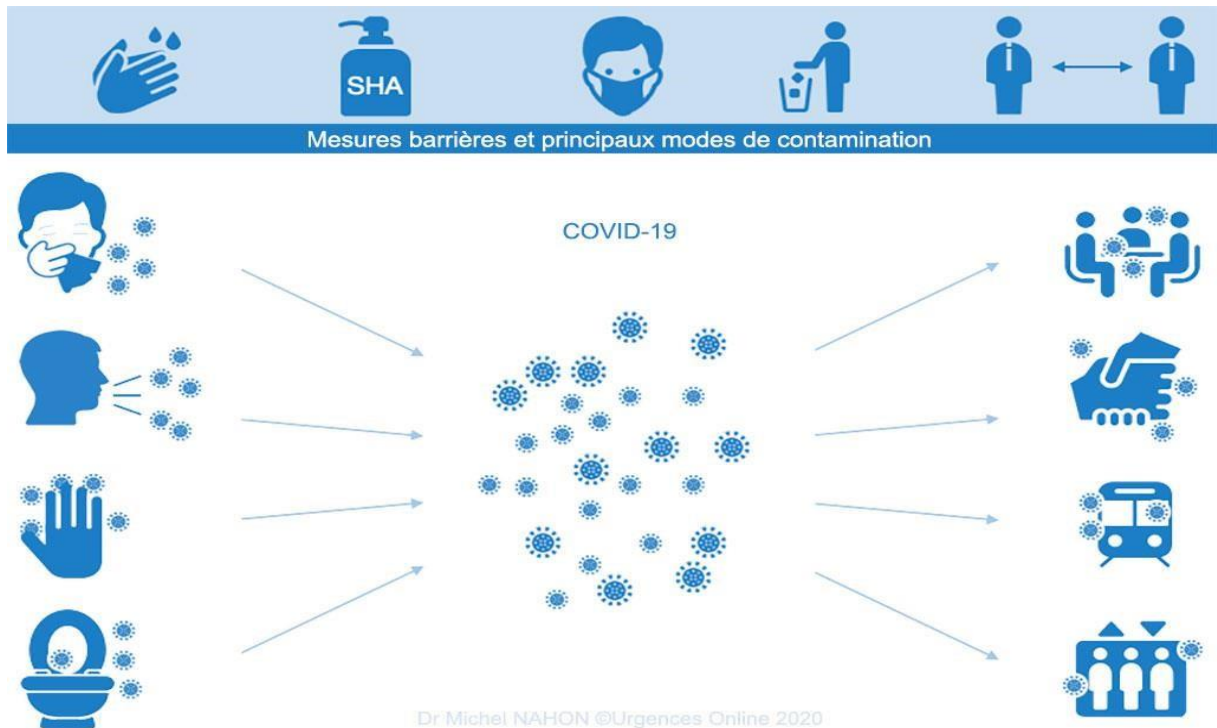 SHA
Mesures barrières et principaux modes de contamination
COVID-19
Dr Michel NAHON ©Urgences Online 2020